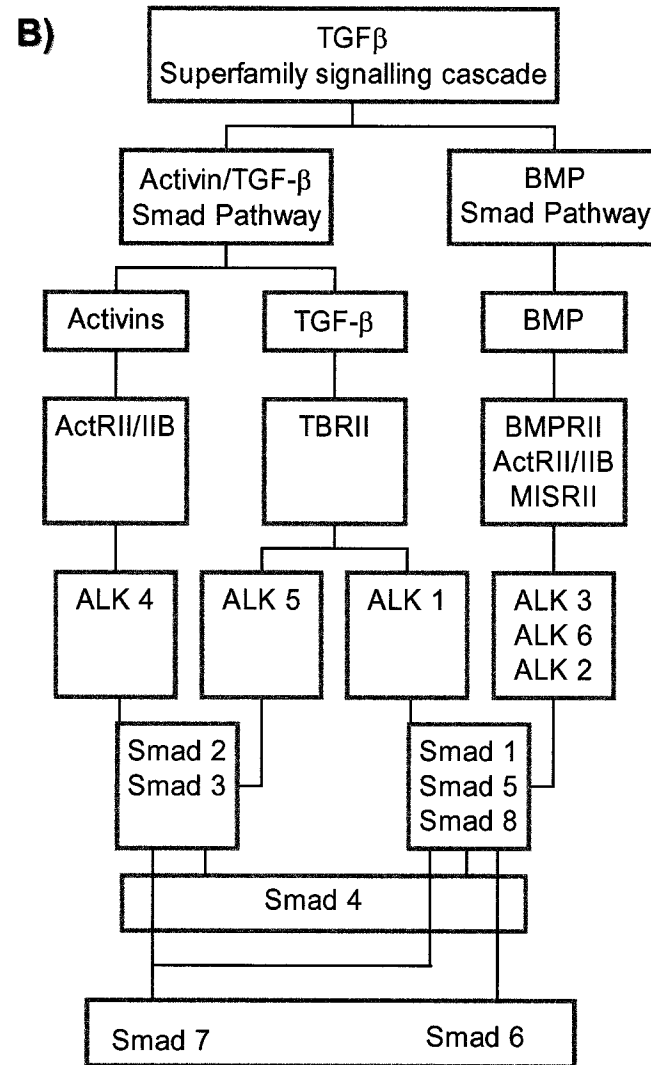 B)
TGFβ
Superfamily signalling cascade
Activin/TGF-β
Smad Pathway
BMP
Smad Pathway
Activins
TGF-β
BMP
ActRII/IIB
TBRII
BMPRII
ActRII/IIB
MISRII
ALK 4
ALK 5
ALK 1
ALK 3
ALK 6
ALK 2
Smad 2
Smad 3
Smad 1
Smad 5
Smad 8
Smad 4
Smad 7
Smad 6